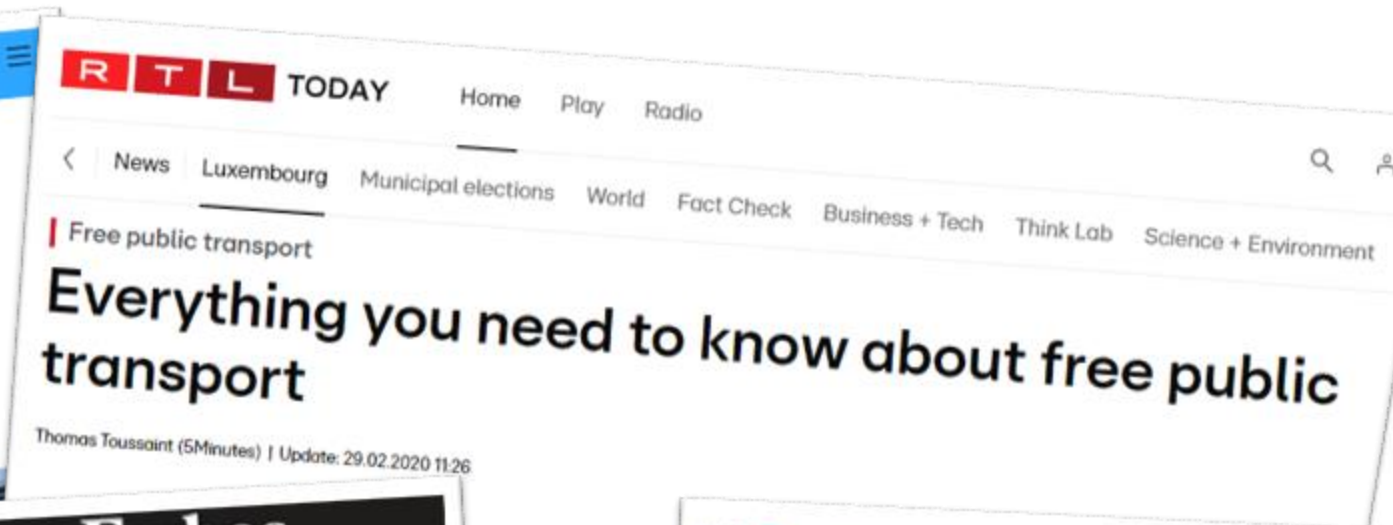 RTL TODAY Home Play Radio
News Luxembourg Municipal elections World Fact Check Business + Tech Think Lab Science + Environment
Free public transport
Everything you need to know about free public
transport
Thomas Toussaint (5Minutes) | Update: 29.02.2020 11:26